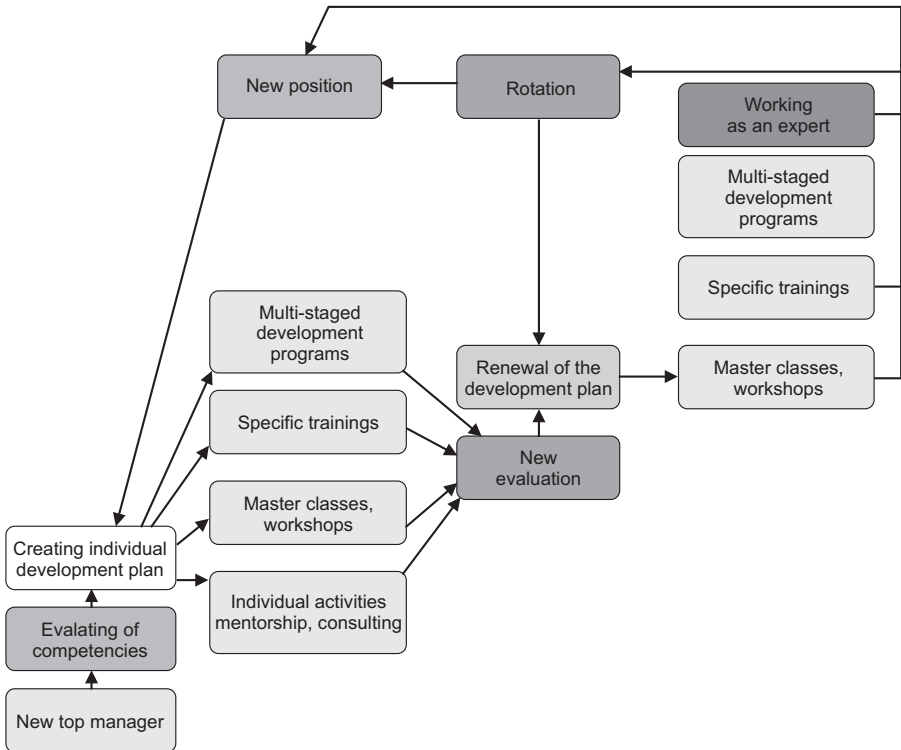 New position
Rotation
Working
as an expert
Multi-staged
development
programs
Specific trainings
Multi-staged
development
programs
Renewal of the
development plan
Master classes,
workshops
Specific trainings
New
evaluation
Master classes,
workshops
Creating individual
development plan
Individual activities
mentorship, consulting
Evalating of
competencies
New top manager